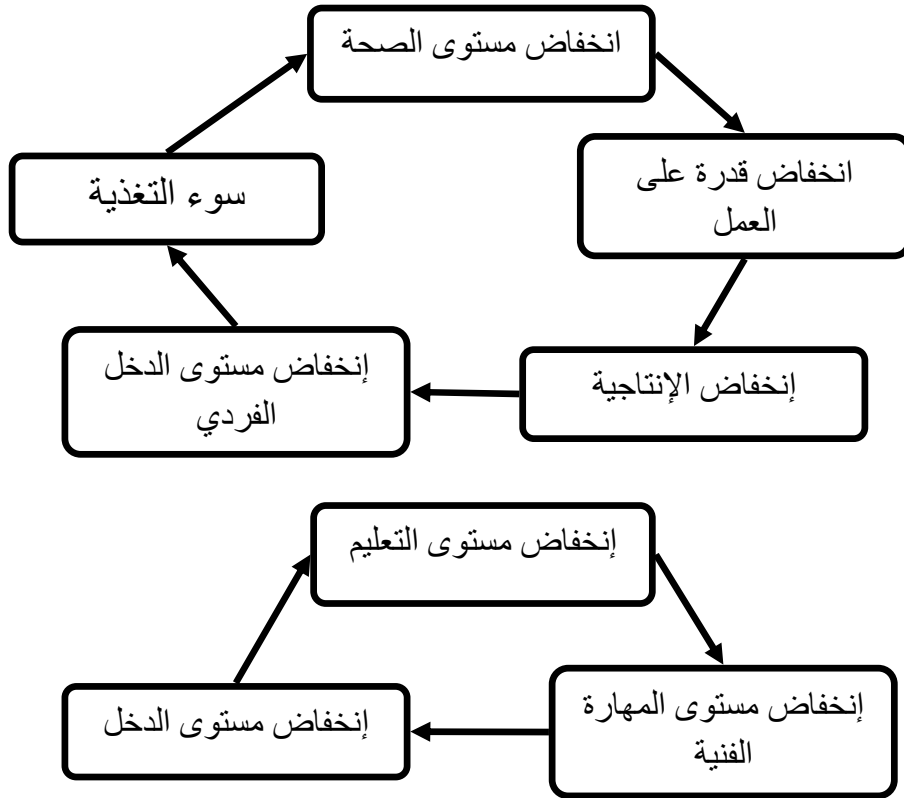 انخفاض مستوى الصحة
سوء التغذية
انخفاض قدرة على
العمل
إنخفاض مستوى الدخل
الفردي
إنخفاض الإنتاجية
إنخفاض مستوى التعليم
إنخفاض مستوى المهارة
الفنية
إنخفاض مستوى الدخل